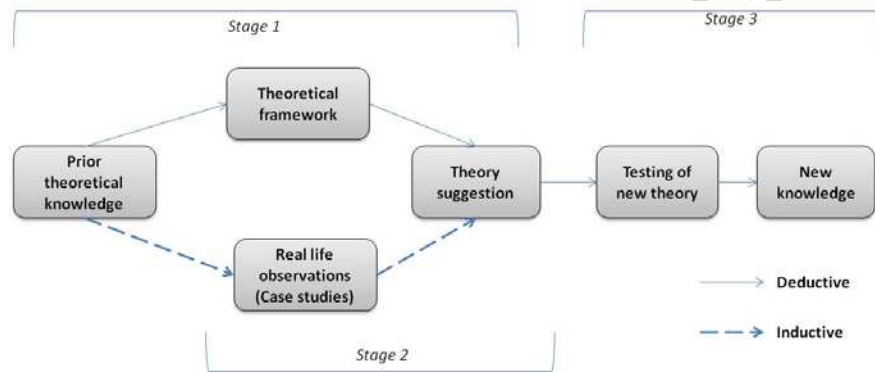 Stage 1
Stage 3
Theoretical
framework
Prior
theoretical
knowledge
Theory
suggestion
Testing of
new theory
New
knowledge
Real life
observations
(Case studies)
Deductive
Inductive
Stage 2